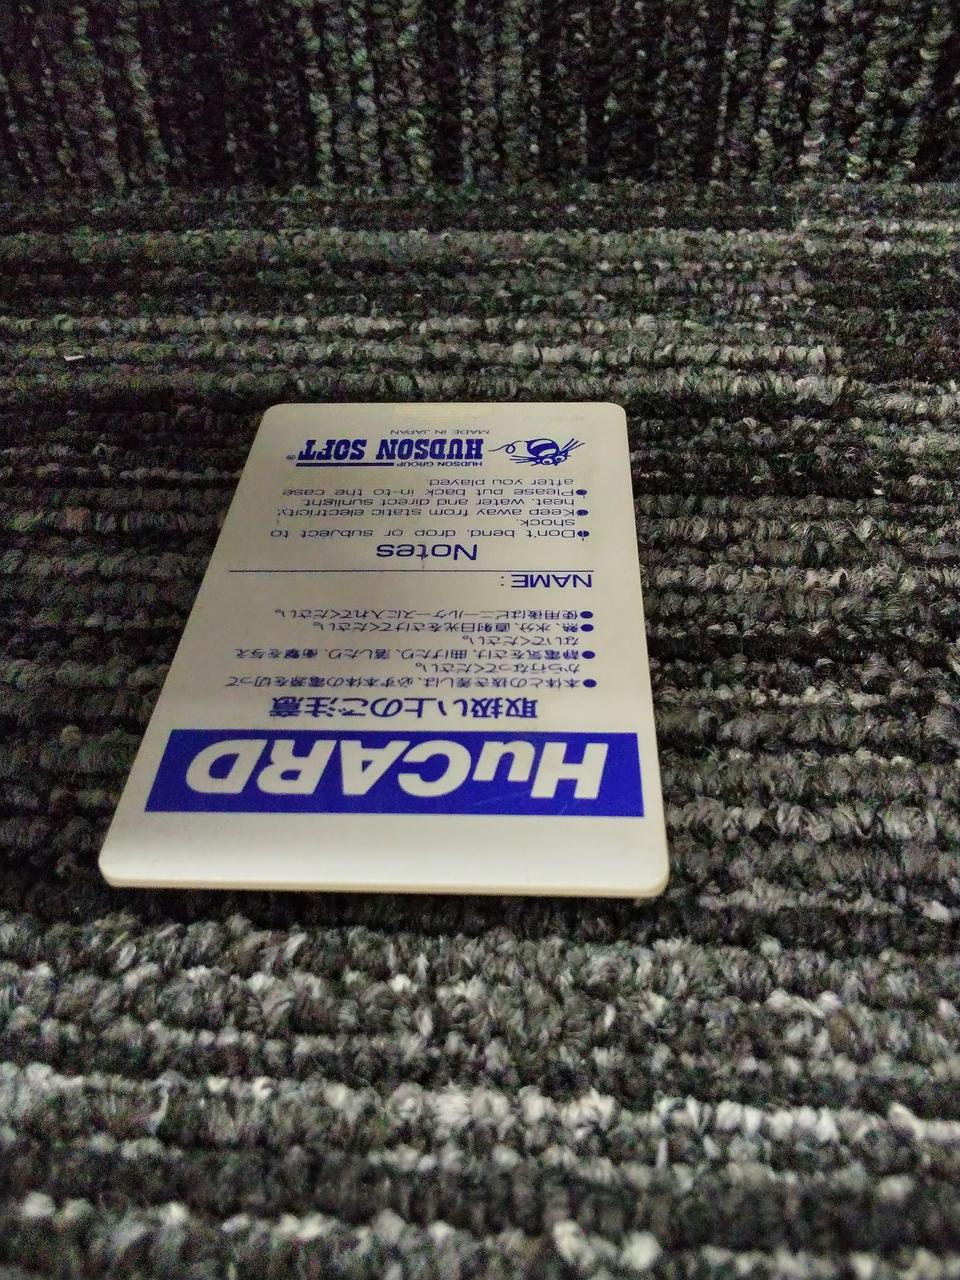 HuCARD
取扱い上のご注意
●本体との抜き差しは、必ず本体の電源を切って
から行なってください。
●静電気をさけ、曲げたり、落したり、衝撃を与え
ないでください。
●熱、水分、直射日光をさけてください。
●使用後はビニールケースに入れてください。
NAME:
Notes
●Don't bend, drop or subject to
shock.
●Keep away from static electricity,
heat, water and direct sunlight.
●Please put back in-to the case
after you played.
HUDSON GROUP
HUDSON SOFT®
MADE IN JAPAN